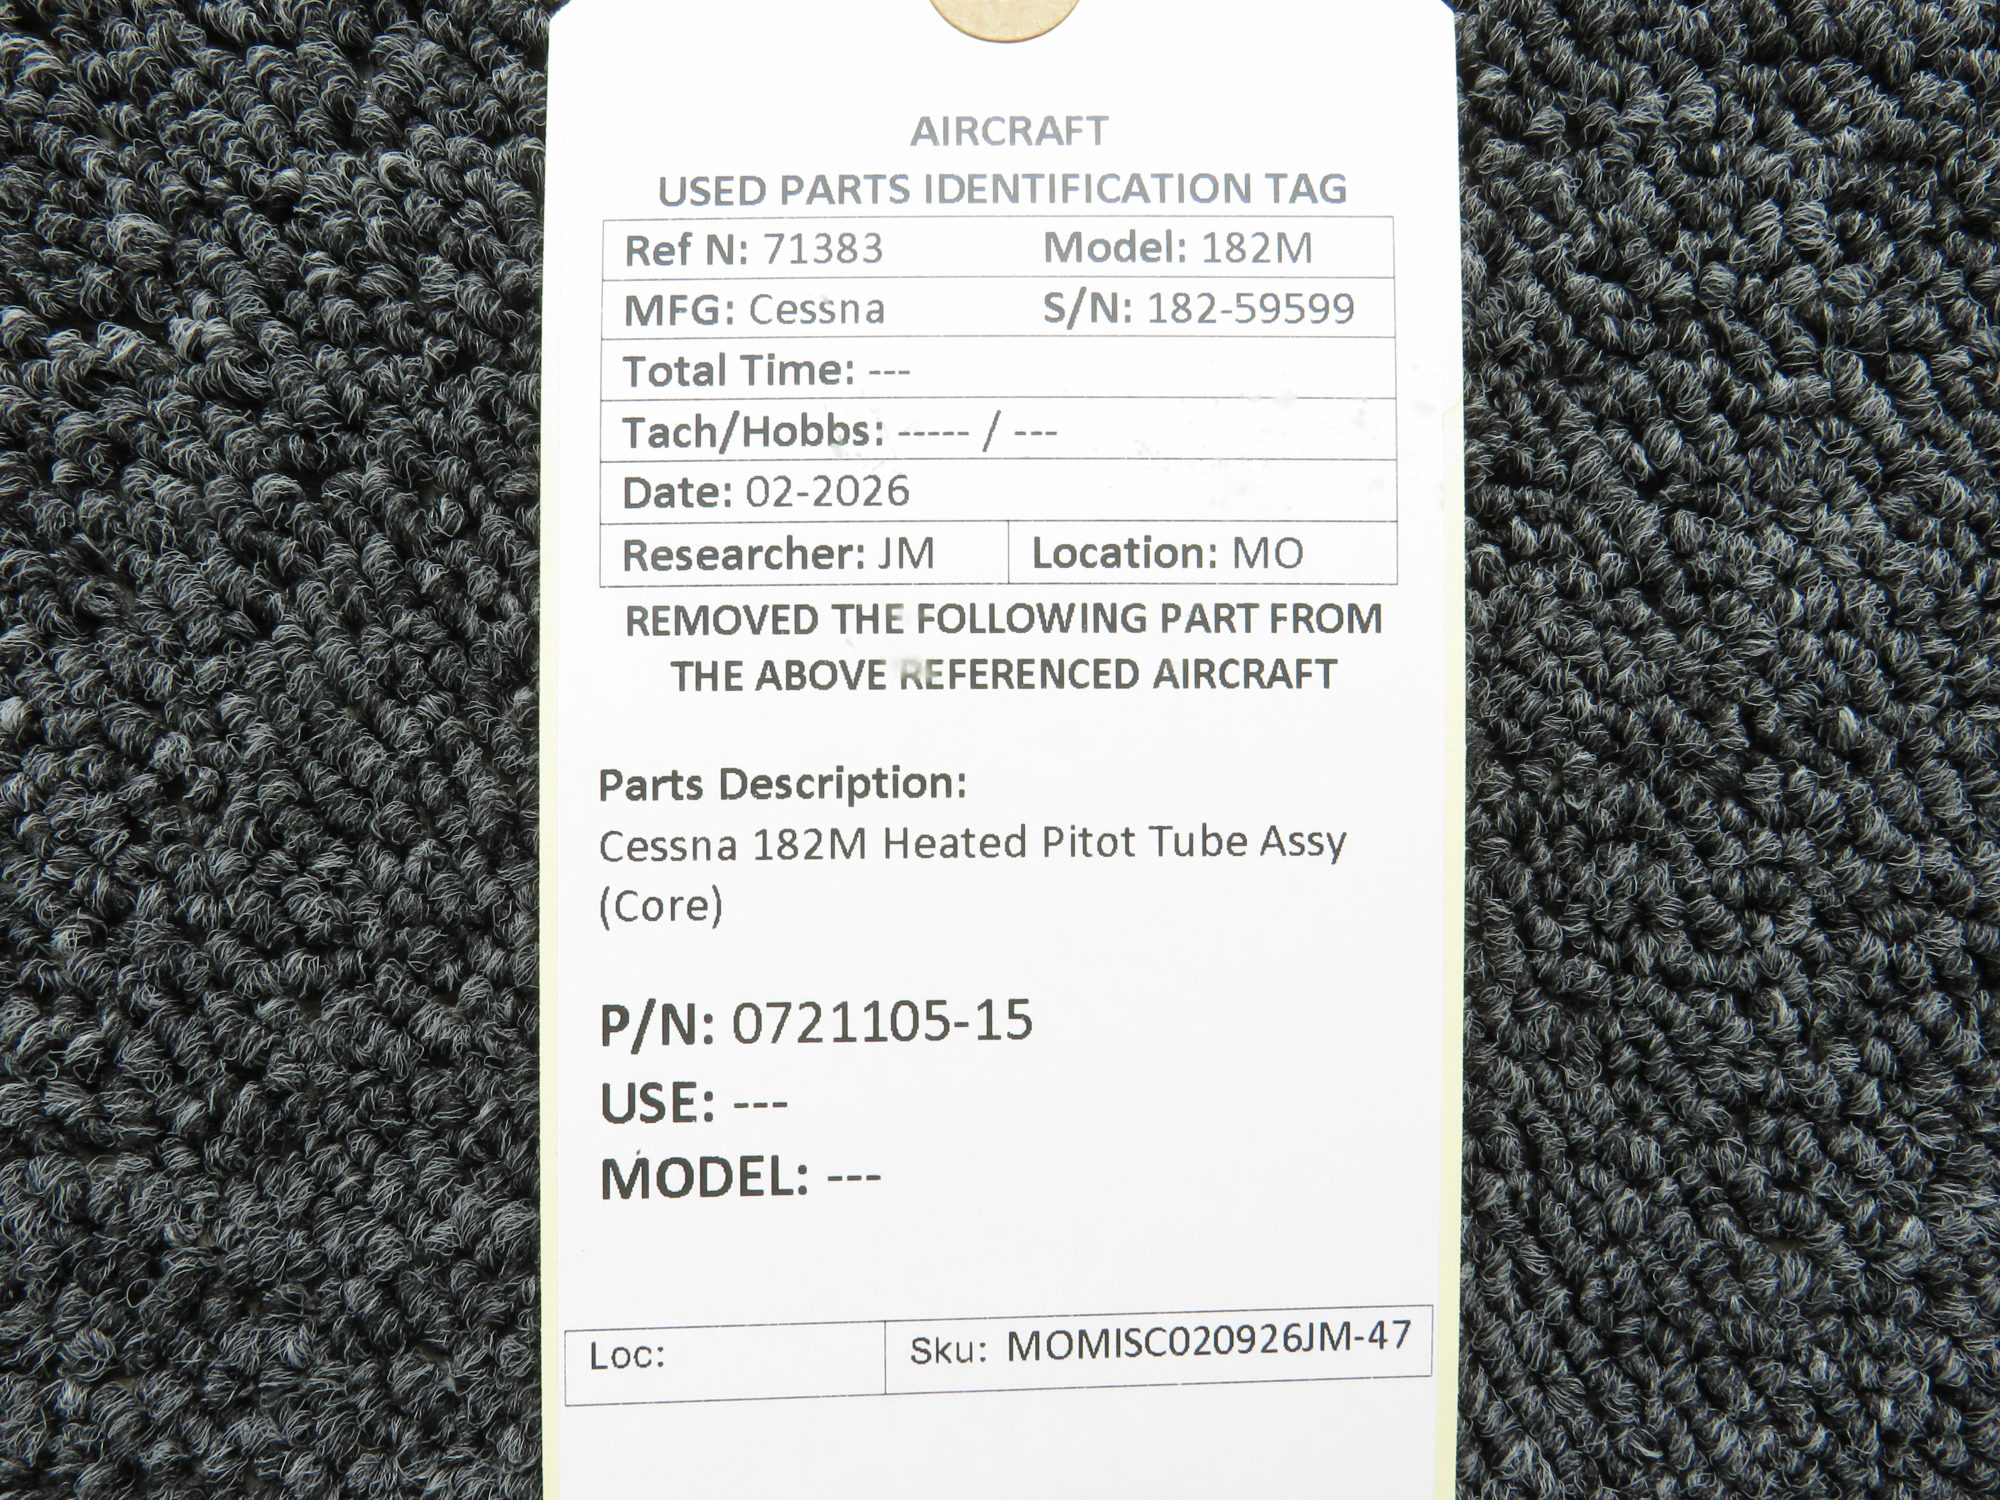 AIRCRAFT
USED PARTS IDENTIFICATION TAG
Ref N: 71383 Model: 182M
MFG: Cessna S/N: 182-59599
Total Time: ---
Tach/Hobbs: ----- / ---
Date: 02-2026
Researcher: JM Location: MO
REMOVED THE FOLLOWING PART FROM
THE ABOVE REFERENCED AIRCRAFT
Parts Description:
Cessna 182M Heated Pitot Tube Assy
(Core)
P/N: 0721105-15
USE: ---
MODEL: ---
Loc: Sku: MOMISC020926JM-47